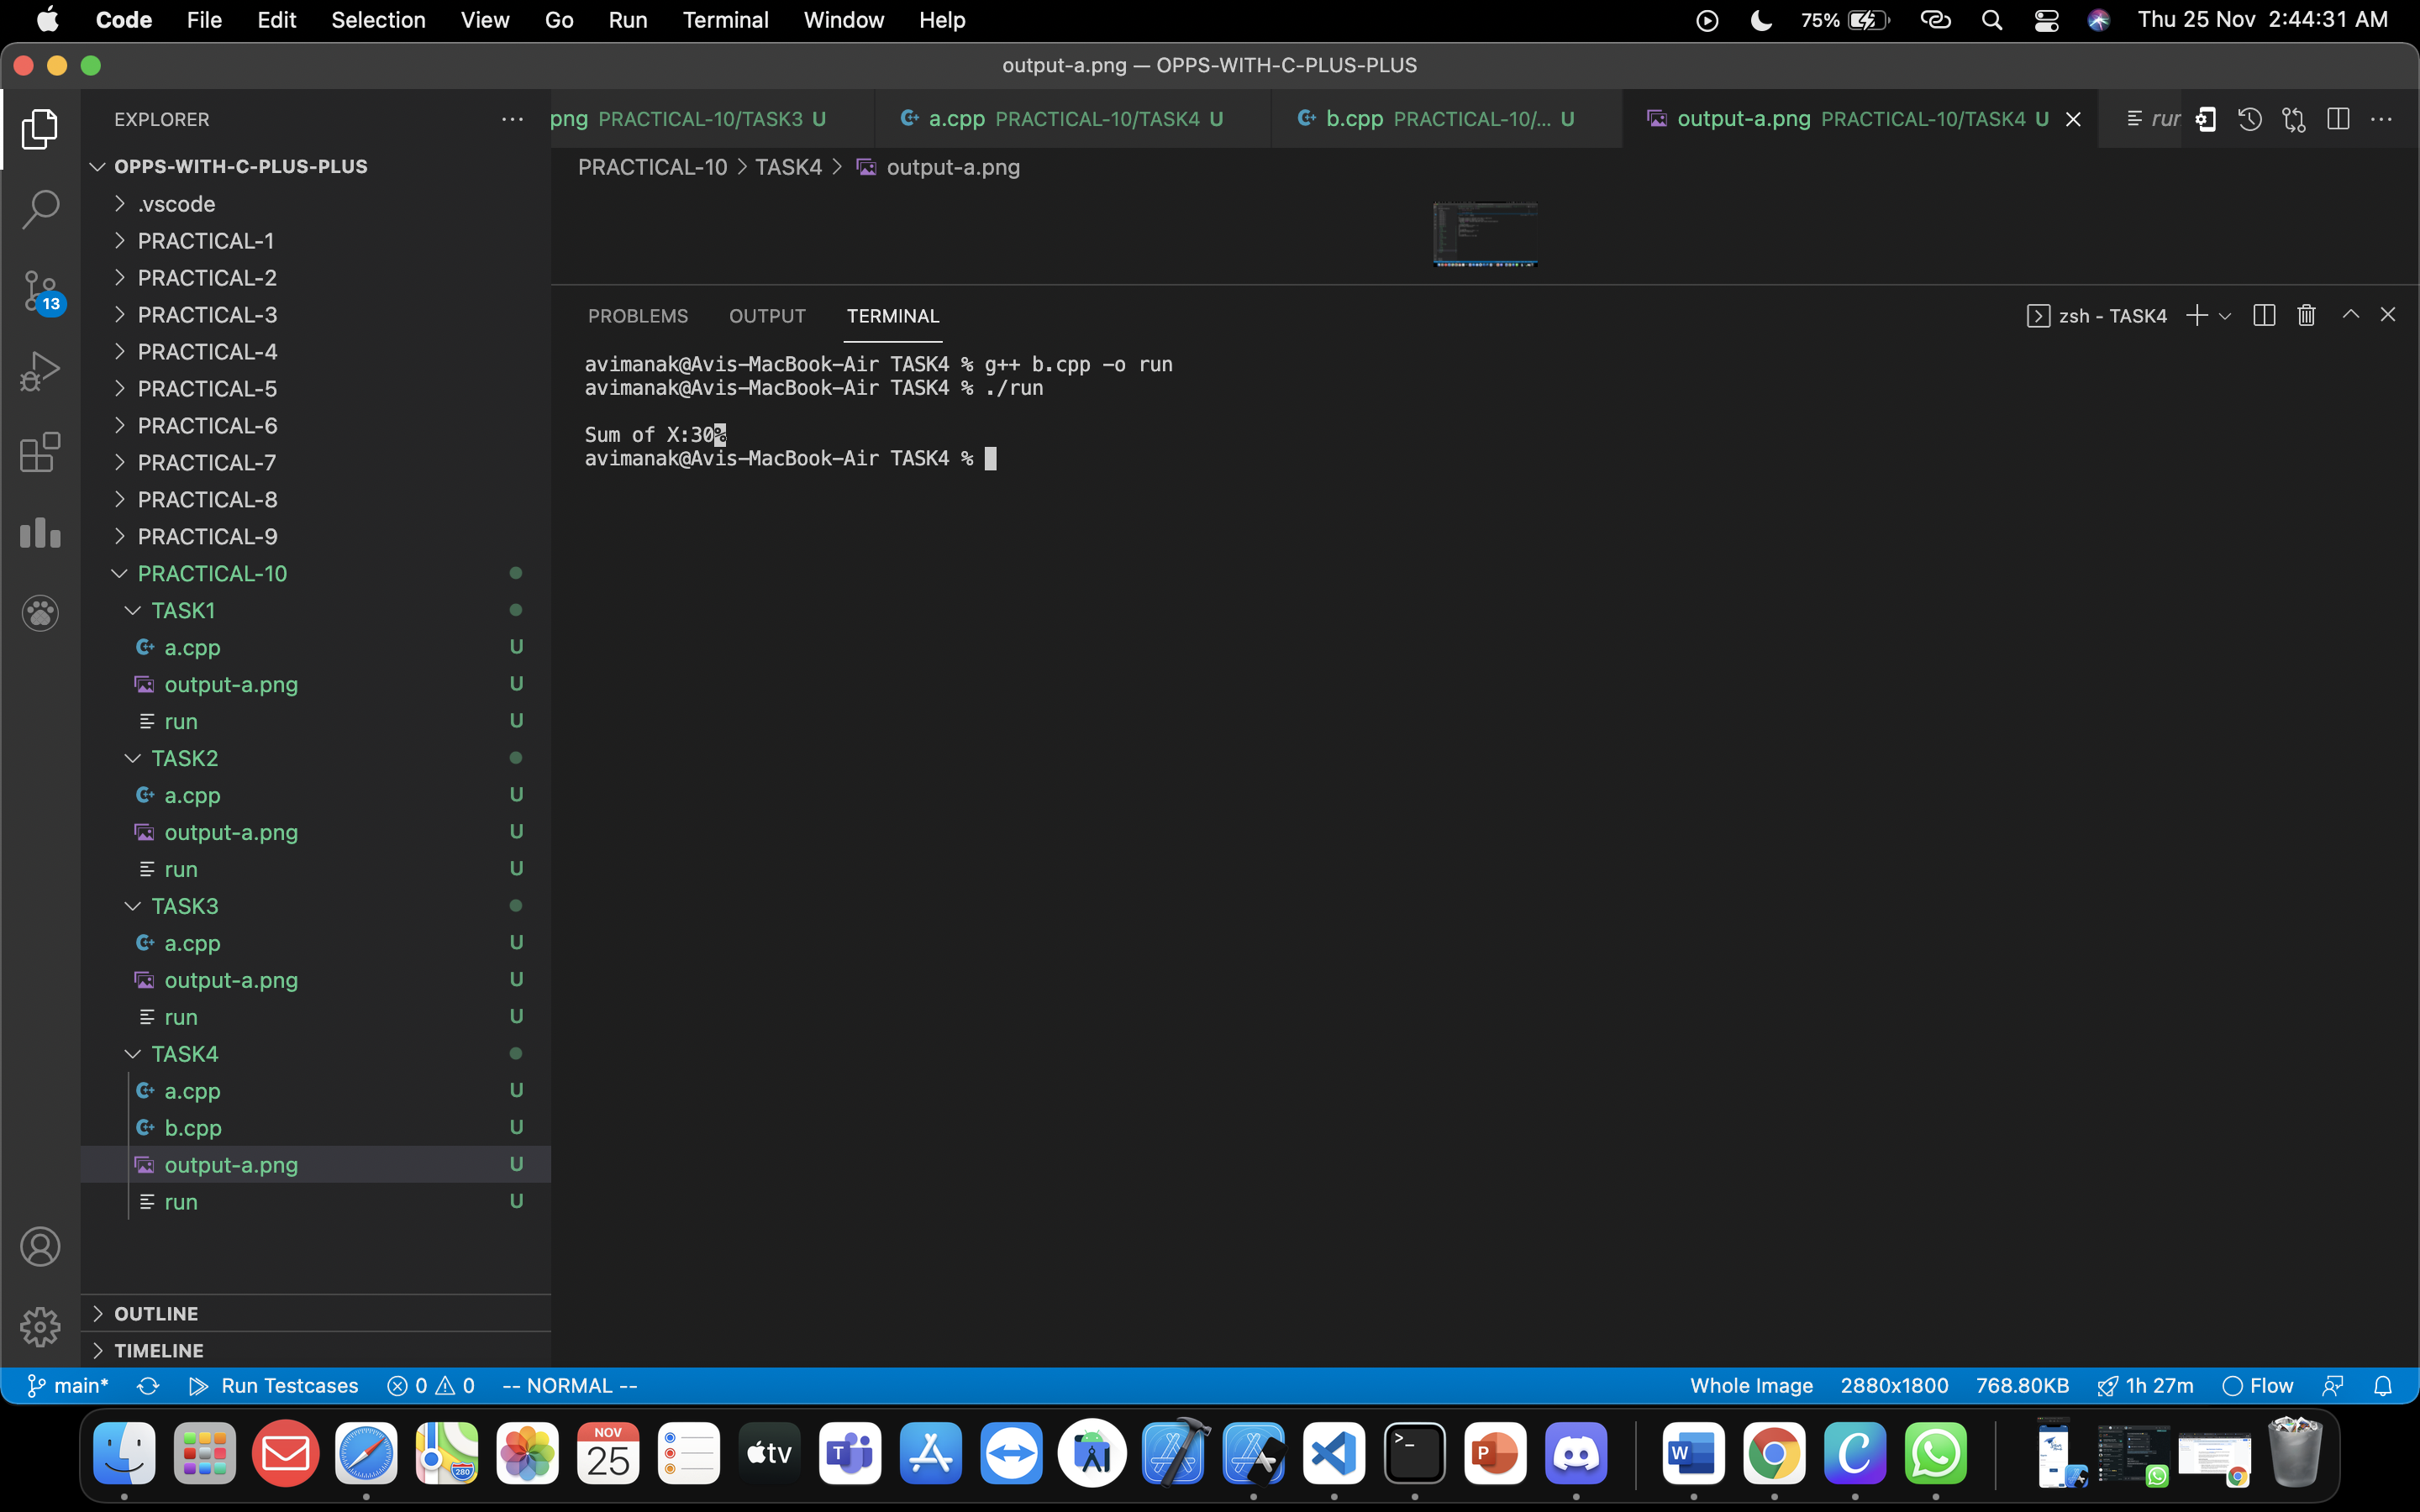 Code File Edit Selection View Go Run Terminal Window Help 75% Thu 25 Nov 2:44:31 AM
output-a.png — OPPS-WITH-C-PLUS-PLUS
EXPLORER
png PRACTICAL-10/TASK3 U
a.cpp PRACTICAL-10/TASK4 U
b.cpp PRACTICAL-10/... U
output-a.png PRACTICAL-10/TASK4 U
PRACTICAL-10 > TASK4 > output-a.png
OPPS-WITH-C-PLUS-PLUS
.vscode
PRACTICAL-1
PRACTICAL-2
PRACTICAL-3
PRACTICAL-4
PRACTICAL-5
PRACTICAL-6
PRACTICAL-7
PRACTICAL-8
PRACTICAL-9
PRACTICAL-10
TASK1
a.cpp U
output-a.png U
run U
TASK2
a.cpp U
output-a.png U
run U
TASK3
a.cpp U
output-a.png U
run U
TASK4
a.cpp U
b.cpp U
output-a.png U
run U
OUTLINE
TIMELINE
13
PROBLEMS OUTPUT TERMINAL
zsh - TASK4
avimanak@Avis-MacBook-Air TASK4 % g++ b.cpp -o run
avimanak@Avis-MacBook-Air TASK4 % ./run
Sum of X:30%
avimanak@Avis-MacBook-Air TASK4 %
main* Run Testcases 0 0 -- NORMAL -- Whole Image 2880x1800 768.80KB 1h 27m Flow
NOV
25
280
tv
T
P
W
C